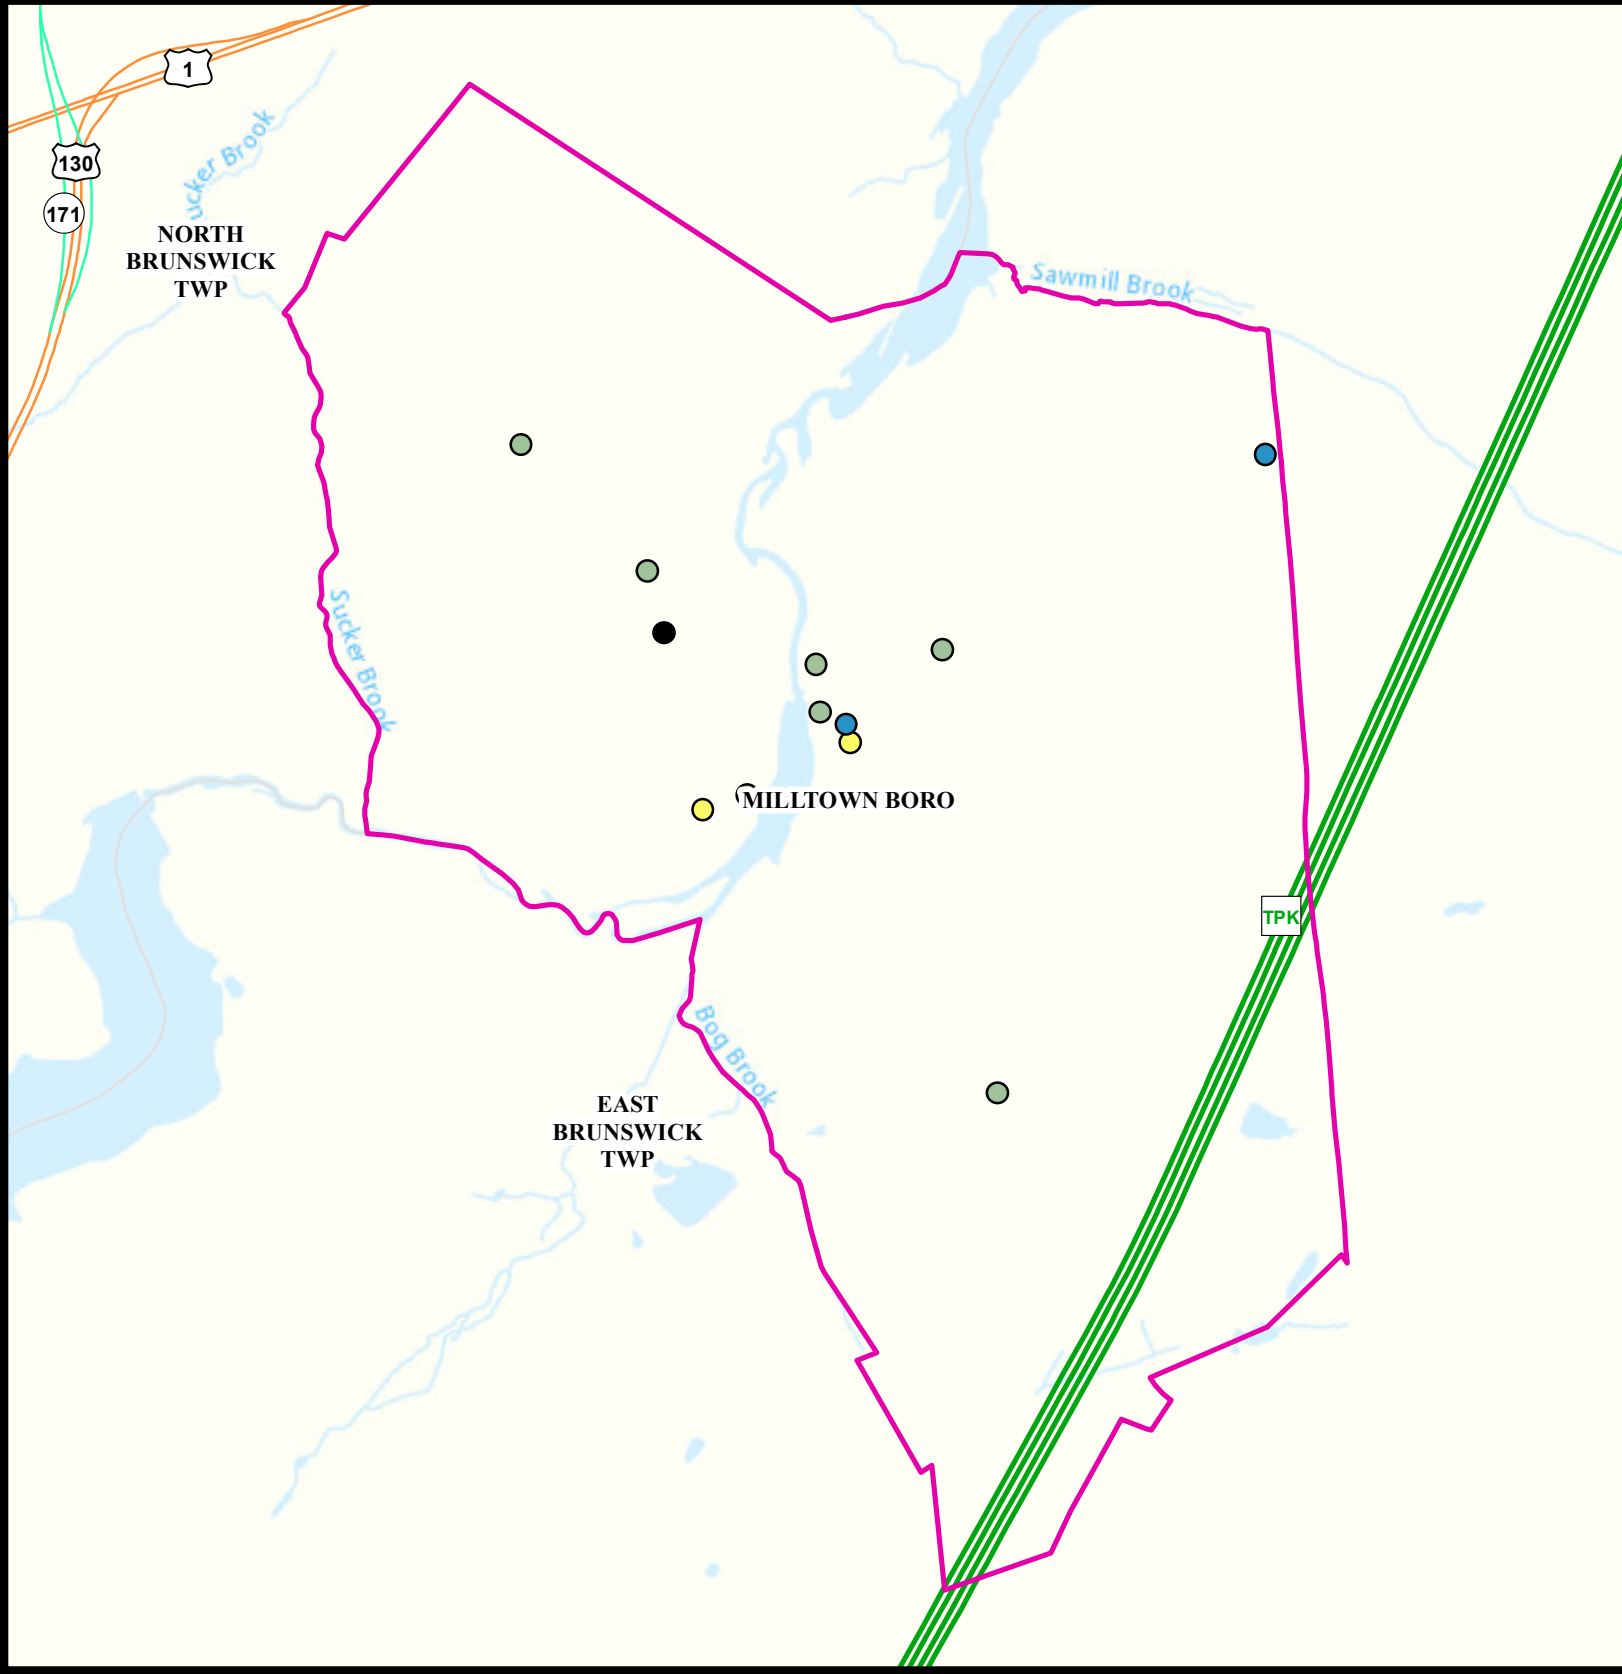 1
130
171
ucker Brook
NORTH
BRUNSWICK
TWP
Sawmill Brook
Sucker Brook
MILLTOWN BORO
TPK
Bog Brook
EAST
BRUNSWICK
TWP